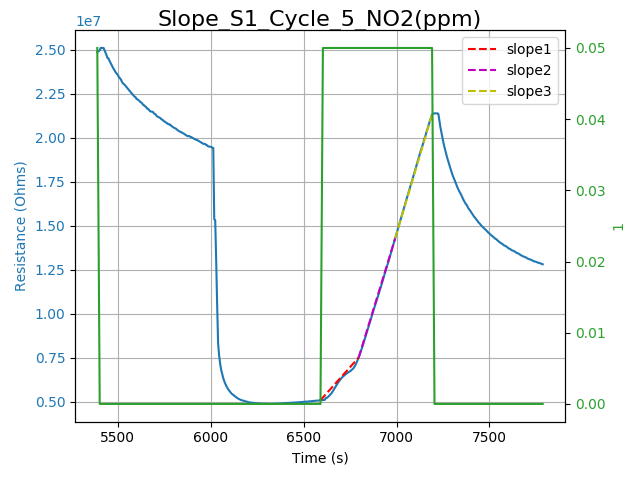 Slope_S1_Cycle_5_NO2(ppm)
1e7
2.50
2.25
2.00
1.75
1.50
1.25
1.00
0.75
0.50
Resistance (Ohms)
slope1
slope2
slope3
0.05
0.04
0.03
0.02
0.01
0.00
1
5500 6000 6500 7000 7500
Time (s)